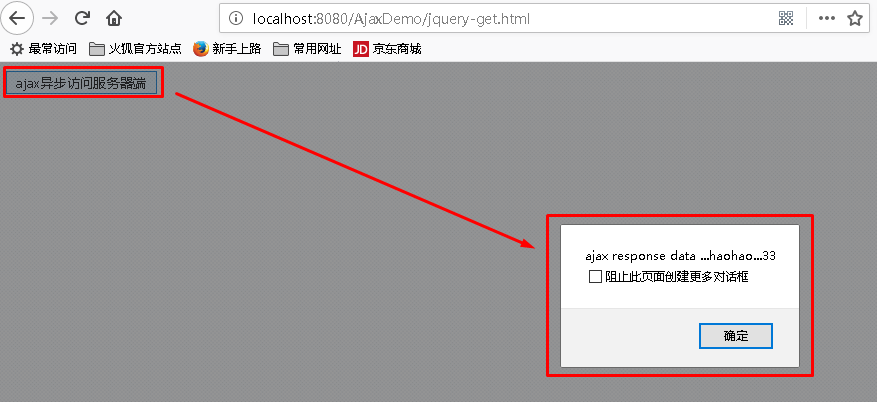 localhost:8080/AjaxDemo/jquery-get.html
最常访问 火狐官方站点 新手上路 常用网址 JD 京东商城
ajax异步访问服务器端
ajax response data ...haohao...33
阻止此页面创建更多对话框
确定